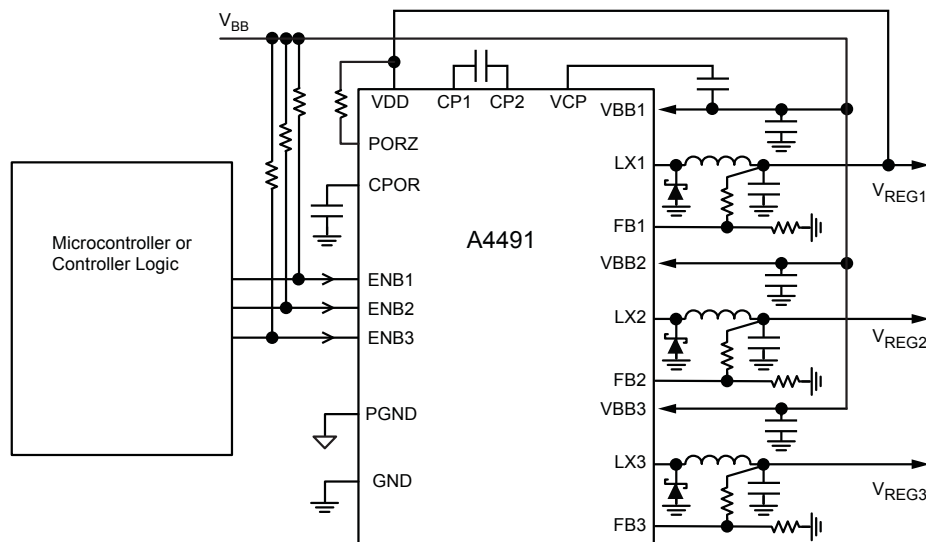 VBB
VDD
CP1
CP2
VCP
VBB1
PORZ
LX1
CPOR
VREG1
Microcontroller or
Controller Logic
A4491
FB1
VBB2
ENB1
ENB2
LX2
ENB3
VREG2
FB2
PGND
VBB3
LX3
GND
VREG3
FB3